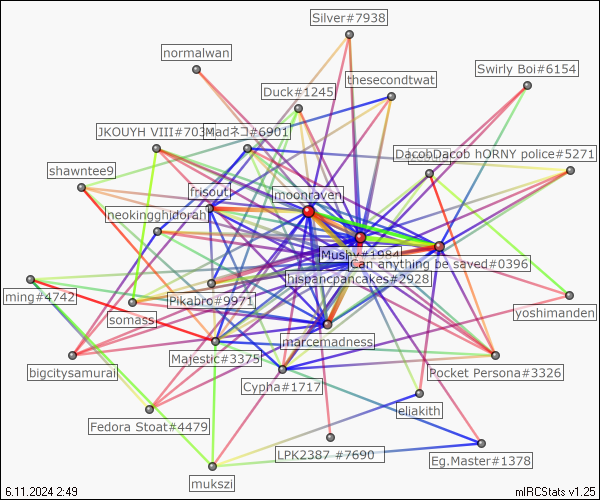 Silver#7938
normalwan
Swirly Boi#6154
thesecondtwat
Duck#1245
JKOUYH VIII#703
Madネコ#6901
DacobDacob hORNY police#5271
shawntee9
frisout
moonraven
neokingghidorah
Mushy#1984
Can anything be saved#0396
hispancpancakes#2928
ming#4742
Pikabro#9971
somass
yoshimanden
marcemadness
Majestic#3375
bigcitysamurai
Pocket Persona#3326
Cypha#1717
eliakith
Fedora Stoat#4479
LPK2387 #7690
Eg.Master#1378
mukszi
6.11.2024 2:49
mIRCStats v1.25